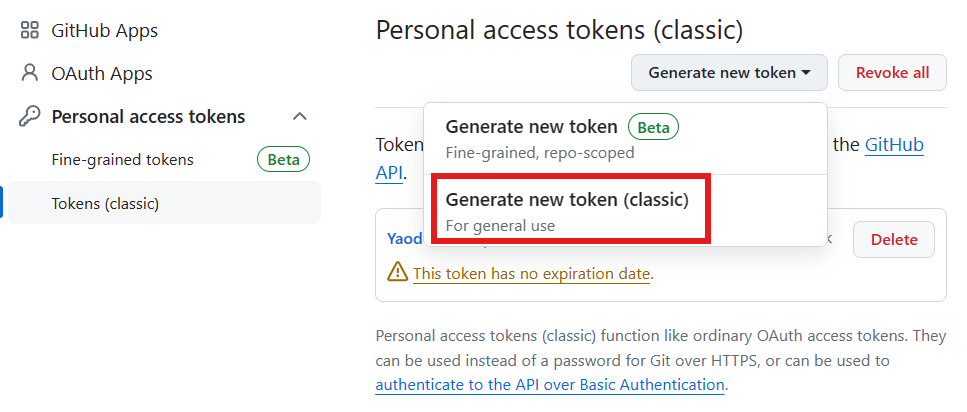 GitHub Apps
OAuth Apps
Personal access tokens
Fine-grained tokens Beta
Tokens (classic)
Personal access tokens (classic)
Generate new token Revoke all
Generate new token Beta
Fine-grained, repo-scoped
Generate new token (classic)
For general use
the GitHub
API.
Delete
This token has no expiration date.
Personal access tokens (classic) function like ordinary OAuth access tokens. They
can be used instead of a password for Git over HTTPS, or can be used to
authenticate to the API over Basic Authentication.